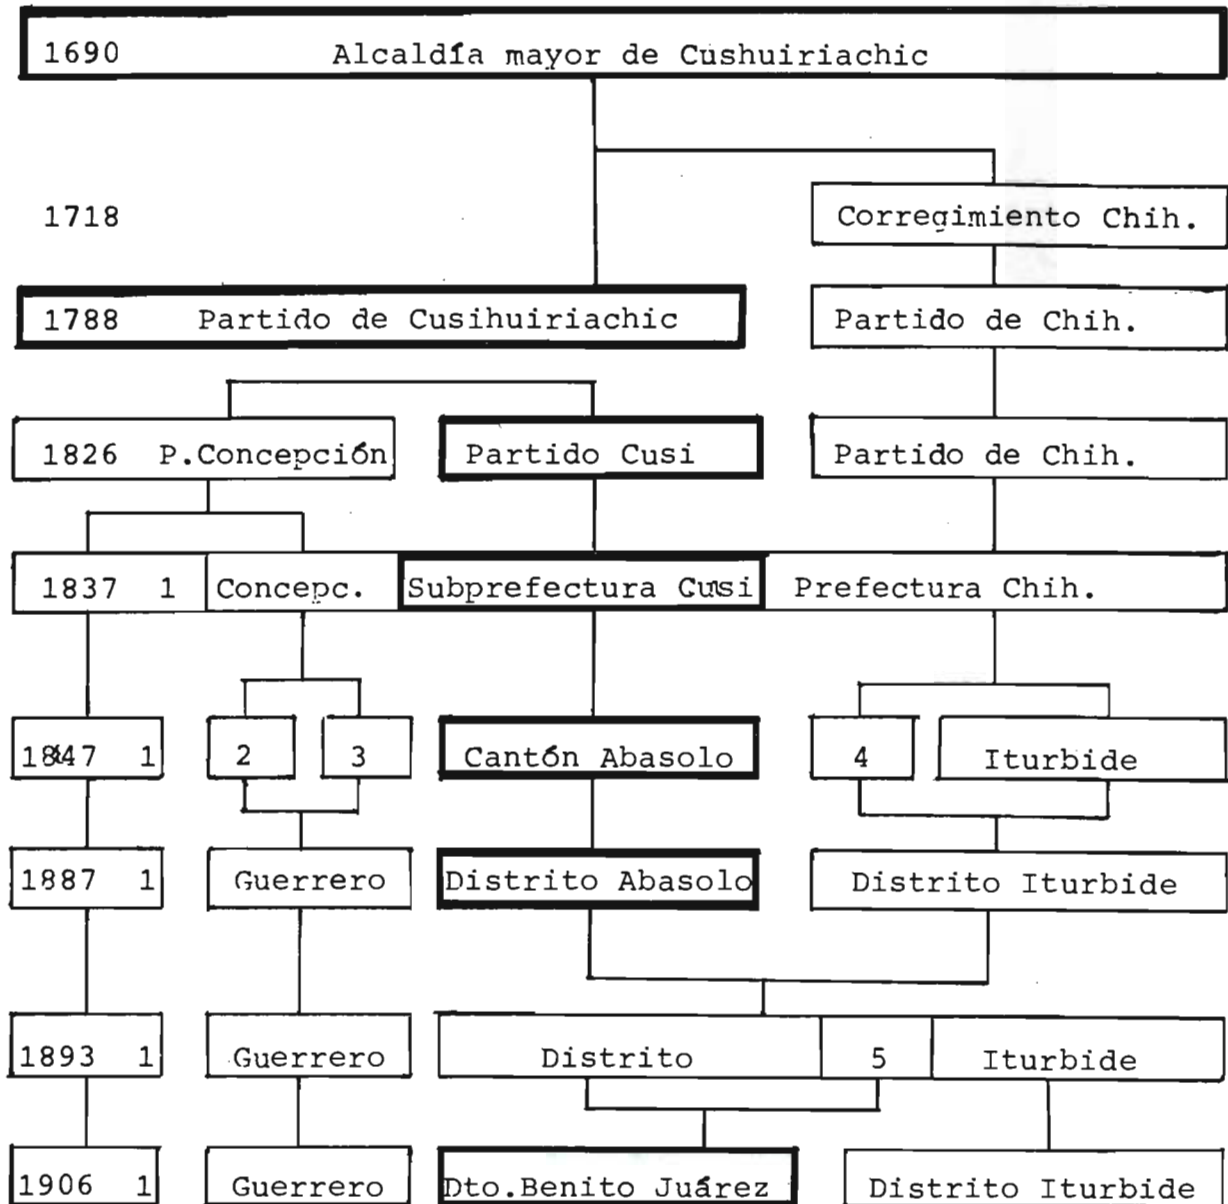 1690 Alcaldía mayor de Cushuiriachic
1718 Corregimiento Chih.
1788 Partido de Cusihuiriachic Partido de Chih.
1826 P.Concepción Partido Cusi Partido de Chih.
1837 1 Concepc. Subprefectura Cusi Prefectura Chih.
1847 1 2 3 Cantón Abasolo 4 Iturbide
1887 1 Guerrero Distrito Abasolo Distrito Iturbide
1893 1 Guerrero Distrito 5 Iturbide
1906 1 Guerrero Dto.Benito Juárez Distrito Iturbide